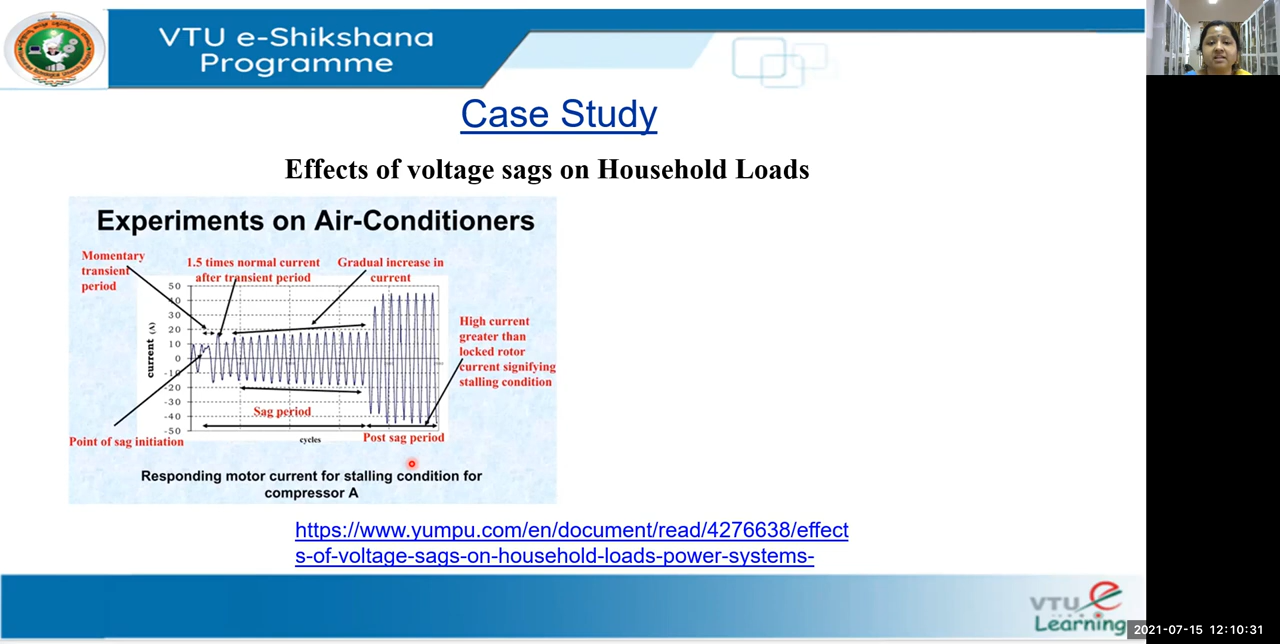 VTU e-Shikshana
Programme
Case Study
Effects of voltage sags on Household Loads
Experiments on Air-Conditioners
Momentary
transient
period
1.5 times normal current
after transient period
Gradual increase in
current
50
40
30
20
10
0
-10
-20
-30
-40
-50
current (A)
High current
greater than
locked rotor
current signifying
stalling condition
Sag period
Point of sag initiation
cycles
Post sag period
Responding motor current for stalling condition for
compressor A
https://www.yumpu.com/en/document/read/4276638/effect
s-of-voltage-sags-on-household-loads-power-systems-
VTU e
Learning
2021-07-15 12:10:31